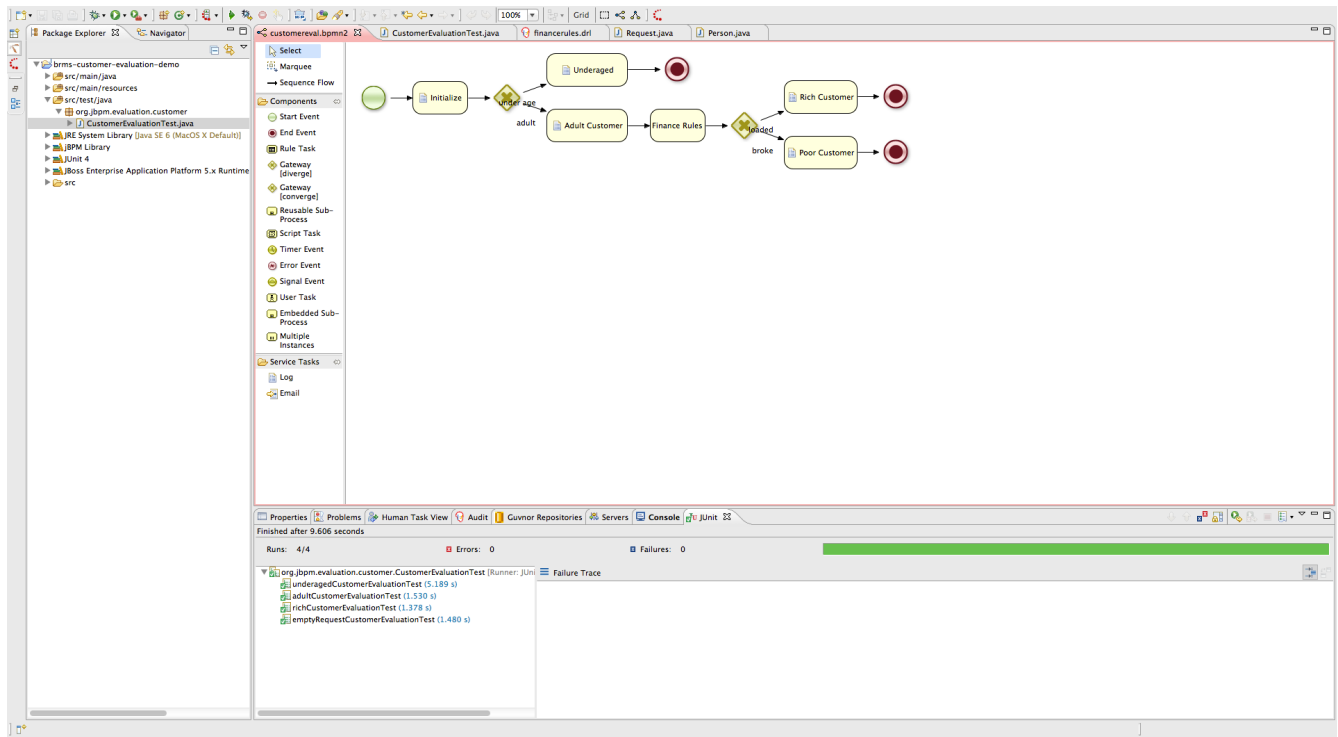 100% Grid
Package Explorer Navigator
customereval.bpmn2 CustomerEvaluationTest.java financerules.drl Request.java Person.java
brms-customer-evaluation-demo
src/main/java
src/main/resources
src/test/java
org.jbpm.evaluation.customer
CustomerEvaluationTest.java
JRE System Library [Java SE 6 (MacOS X Default)]
jBPM Library
JUnit 4
JBoss Enterprise Application Platform 5.x Runtime
src
Select
Marquee
Sequence Flow
Components
Start Event
End Event
Rule Task
Gateway
[diverge]
Gateway
[converge]
Reusable Sub-
Process
Script Task
Timer Event
Error Event
Signal Event
User Task
Embedded Sub-
Process
Multiple
Instances
Service Tasks
Log
Email
Initialize
under age
adult
Underaged
Adult Customer
Finance Rules
loaded
broke
Rich Customer
Poor Customer
Properties Problems Human Task View Audit Guvnor Repositories Servers Console JUnit
Finished after 9.606 seconds
Runs: 4/4 Errors: 0 Failures: 0
org.jbpm.evaluation.customer.CustomerEvaluationTest [Runner: JUni
underagedCustomerEvaluationTest (5.189 s)
adultCustomerEvaluationTest (1.530 s)
richCustomerEvaluationTest (1.378 s)
emptyRequestCustomerEvaluationTest (1.480 s)
Failure Trace